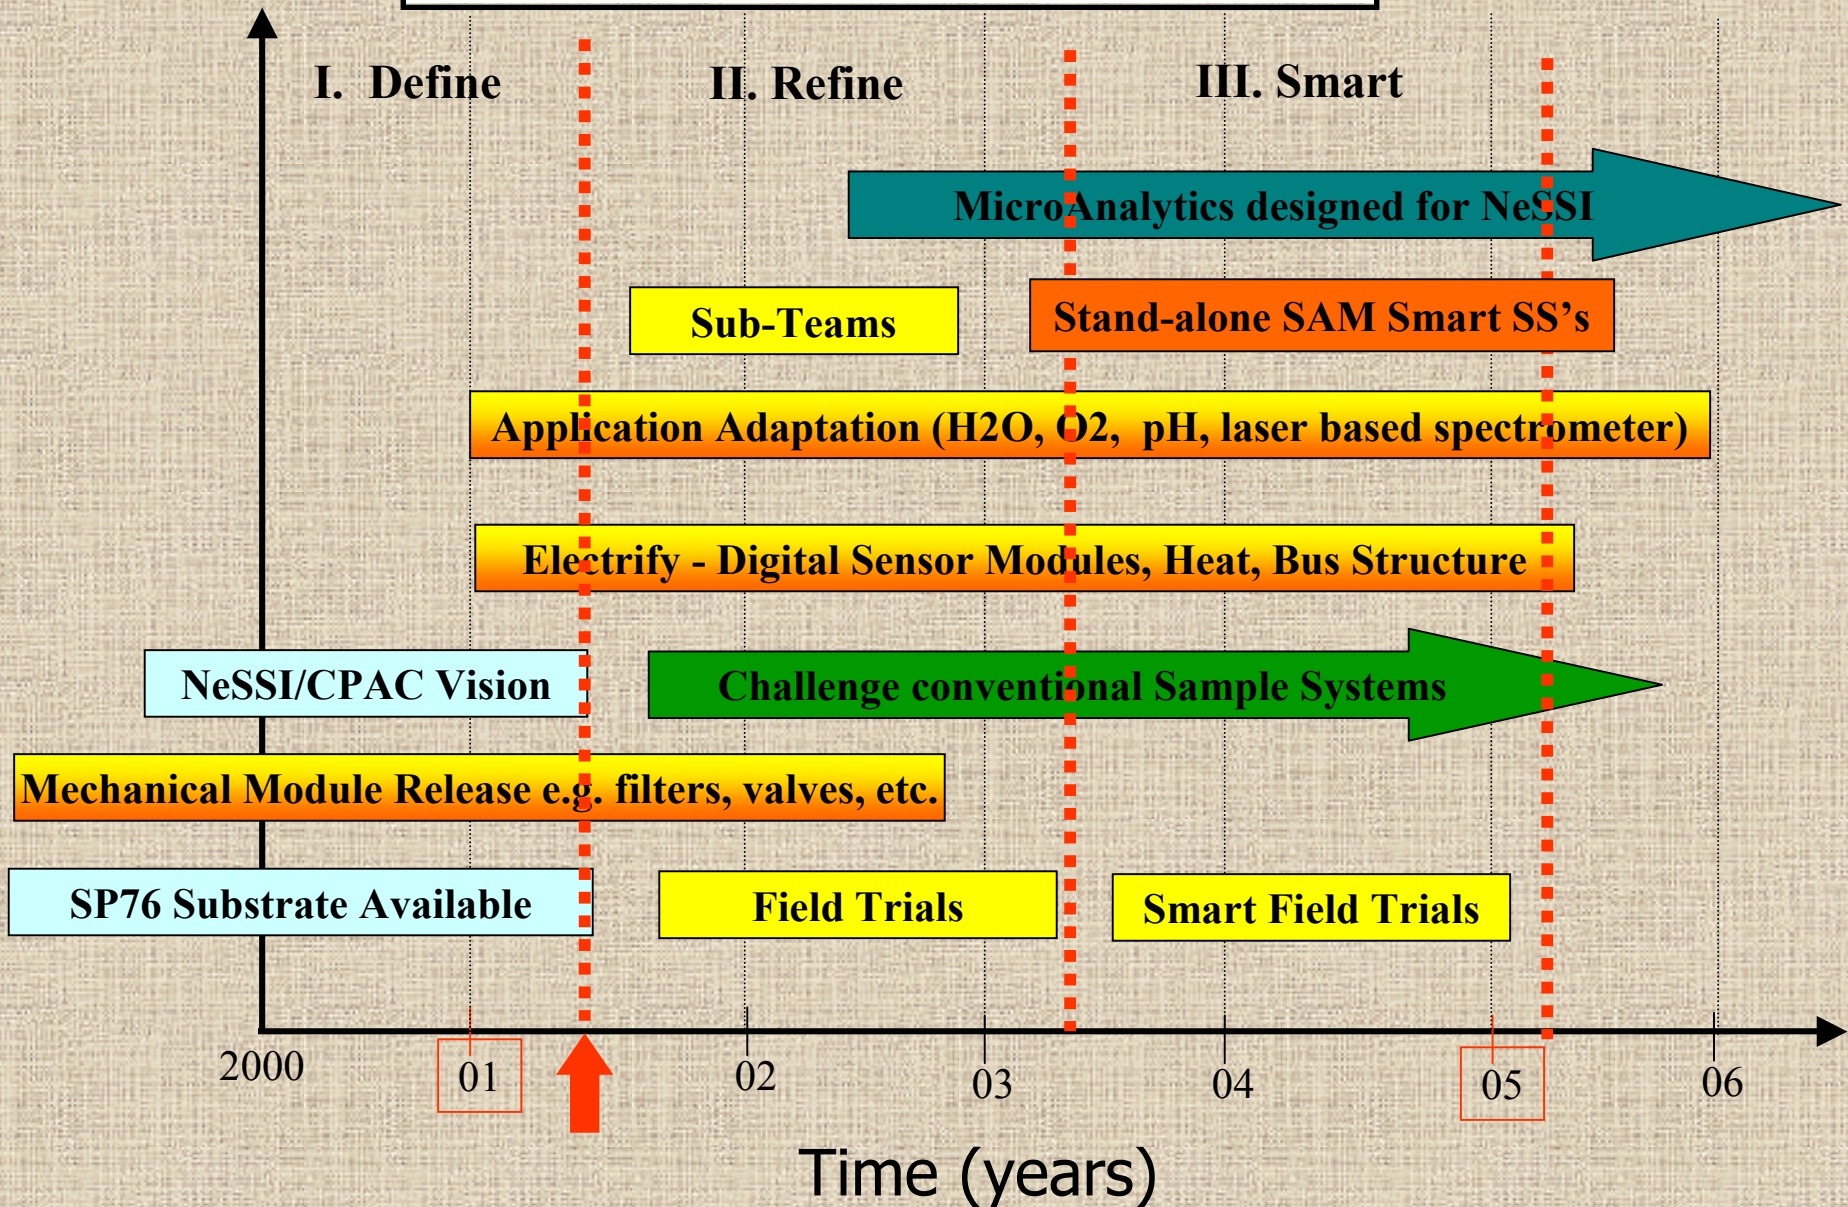 I. Define
II. Refine
III. Smart
MicroAnalytics designed for NeSSI
Sub-Teams
Stand-alone SAM Smart SS’s
Application Adaptation (H2O, O2, pH, laser based spectrometer)
Electrify - Digital Sensor Modules, Heat, Bus Structure
NeSSI/CPAC Vision
Challenge conventional Sample Systems
Mechanical Module Release e.g. filters, valves, etc.
SP76 Substrate Available
Field Trials
Smart Field Trials
2000
01
02
03
04
05
06
Time (years)